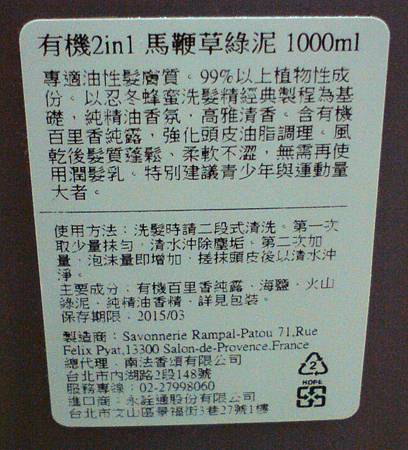 有機2in1 馬鞭草綠泥 1000ml
專適油性髮膚質。99%以上植物性成
份。以忍冬蜂蜜洗髮精經典製程為基
礎，純精油香氛，高雅清香。含有機
百里香純露，強化頭皮油脂調理。風
乾後髮質蓬鬆、柔軟不澀，無需再使
用潤髮乳。特別建議青少年與運動量
大者。
使用方法：洗髮時請二段式清洗。第一次
取少量抹勻，清水沖除塵垢。第二次加
量，泡沫量即增加，搓抹頭皮後以清水沖
淨。
主要成分：有機百里香純露、海鹽、火山
綠泥、純精油香精，詳見包裝。
保存期限：2015/03
製造商：Savonnerie Rampal-Patou 71,Rue
Felix Pyat,13300 Salon-de-Provence,France
總代理：南法香頌有限公司
台北市內湖路2段148號
服務專線：02-27998060
進口商：永詮通股份有限公司
台北市文山區景福街3巷27號1樓
2
HDPE